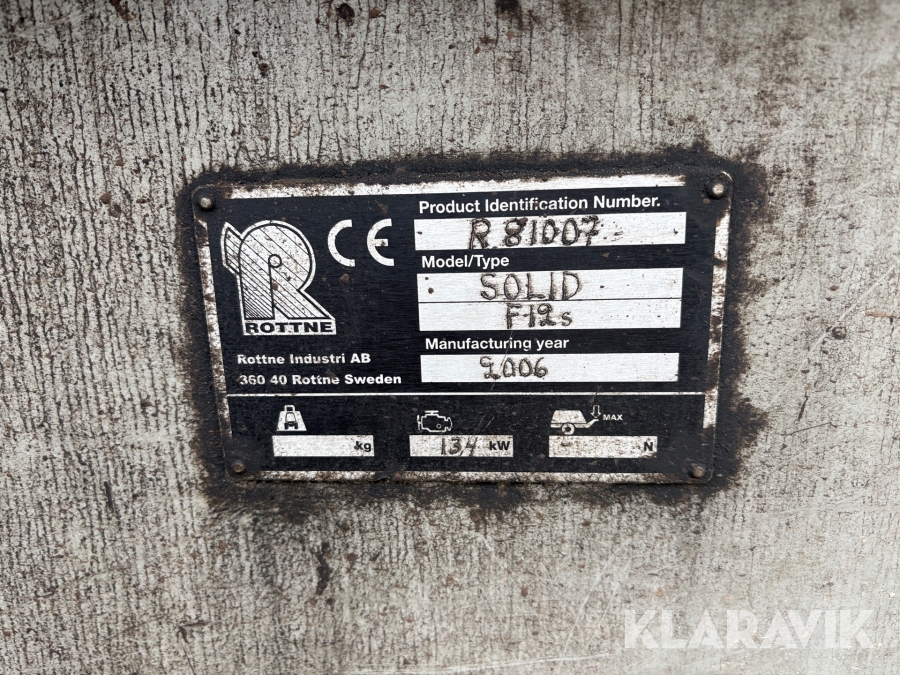 Product Identification Number.
R 81007
Model/Type
SOLID
F12s
Manufacturing year
2006
CE
ROTTNE
Rottne Industri AB
360 40 Rottne Sweden
kg
134 kW
MAX
- N
KLARAVIK